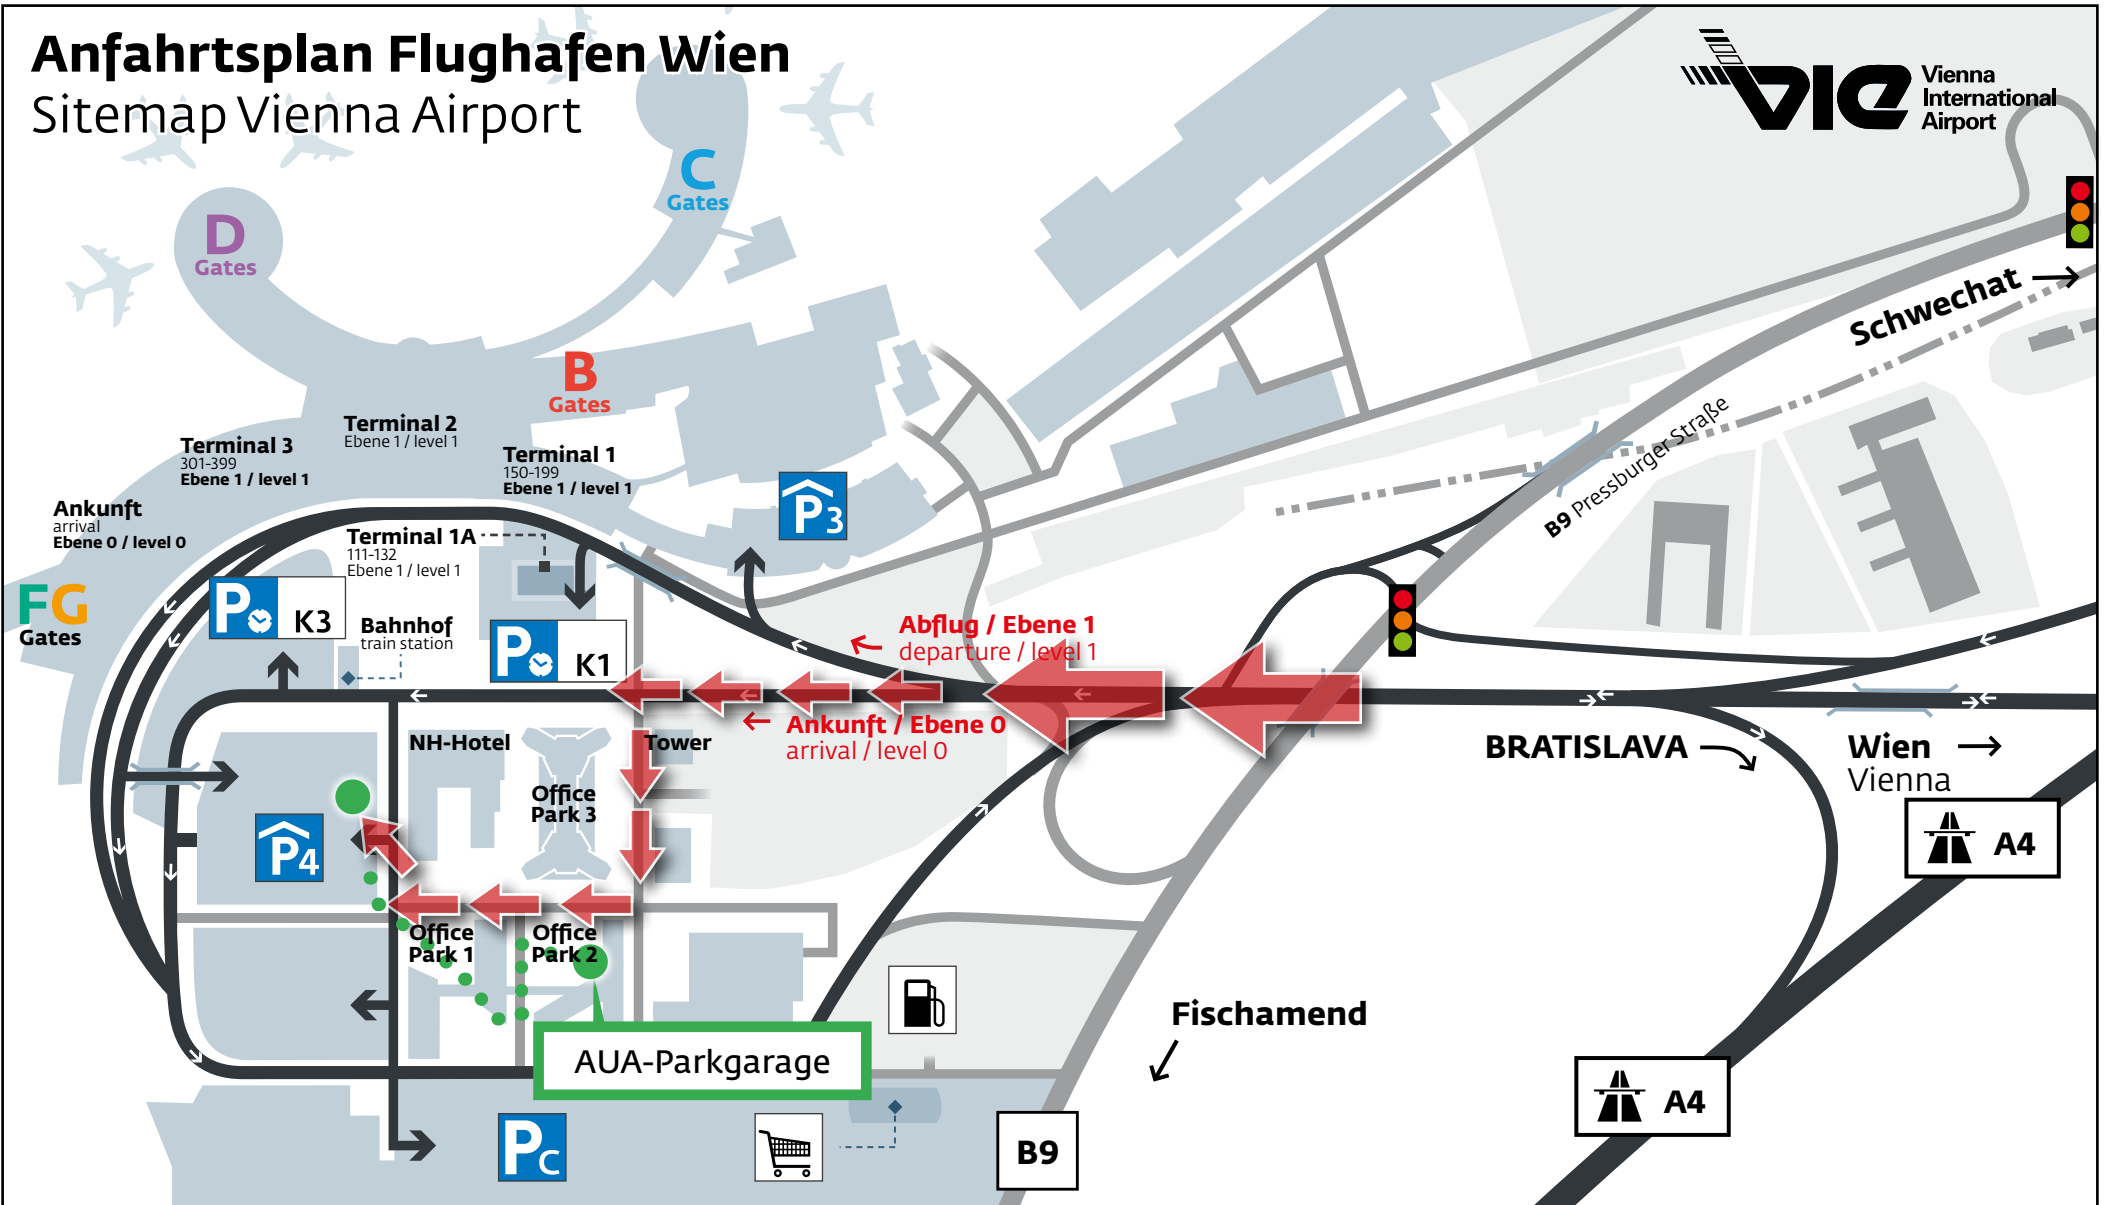 Anfahrtsplan Flughafen Wien
Sitemap Vienna Airport
VIE
Vienna
International
Airport
C
Gates
D
Gates
B
Gates
Schwechat
Terminal 2
Ebene 1 / level 1
Terminal 3
301-399
Ebene 1 / level 1
Terminal 1
150-199
Ebene 1 / level 1
P3
B9 Pressburger Straße
Ankunft
arrival
Ebene 0 / level 0
Terminal 1A
111-132
Ebene 1 / level 1
FG
Gates
P K3
Bahnhof
train station
P K1
Abflug / Ebene 1
departure / level 1
Ankunft / Ebene 0
arrival / level 0
NH-Hotel
Tower
BRATISLAVA
Wien
Vienna
Office
Park 3
P4
A4
Office
Park 1
Office
Park 2
Fischamend
AUA-Parkgarage
A4
PC
B9